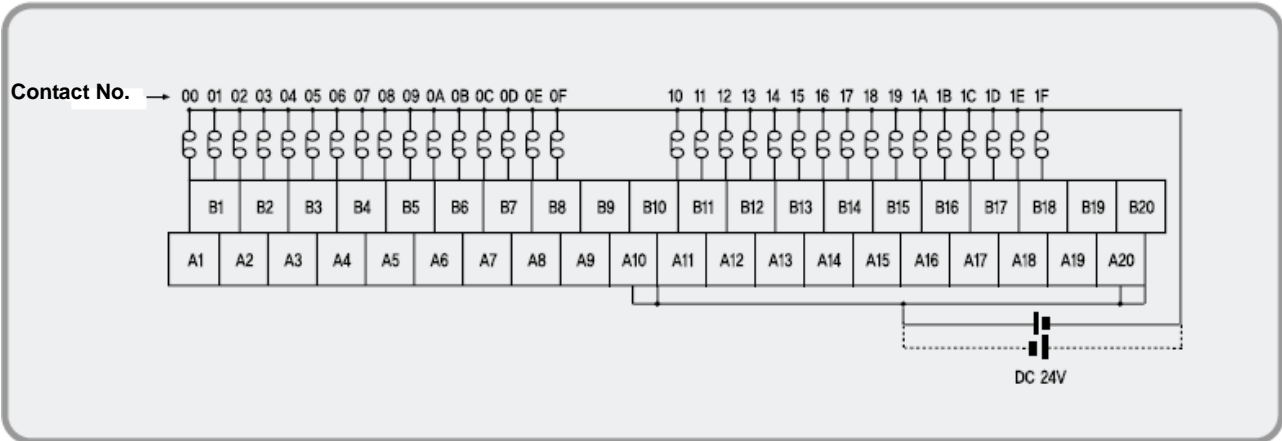 Contact No. → 00 01 02 03 04 05 06 07 08 09 0A 0B 0C 0D 0E 0F 10 11 12 13 14 15 16 17 18 19 1A 1B 1C 1D 1E 1F
B1 B2 B3 B4 B5 B6 B7 B8 B9 B10 B11 B12 B13 B14 B15 B16 B17 B18 B19 B20
A1 A2 A3 A4 A5 A6 A7 A8 A9 A10 A11 A12 A13 A14 A15 A16 A17 A18 A19 A20
DC 24V